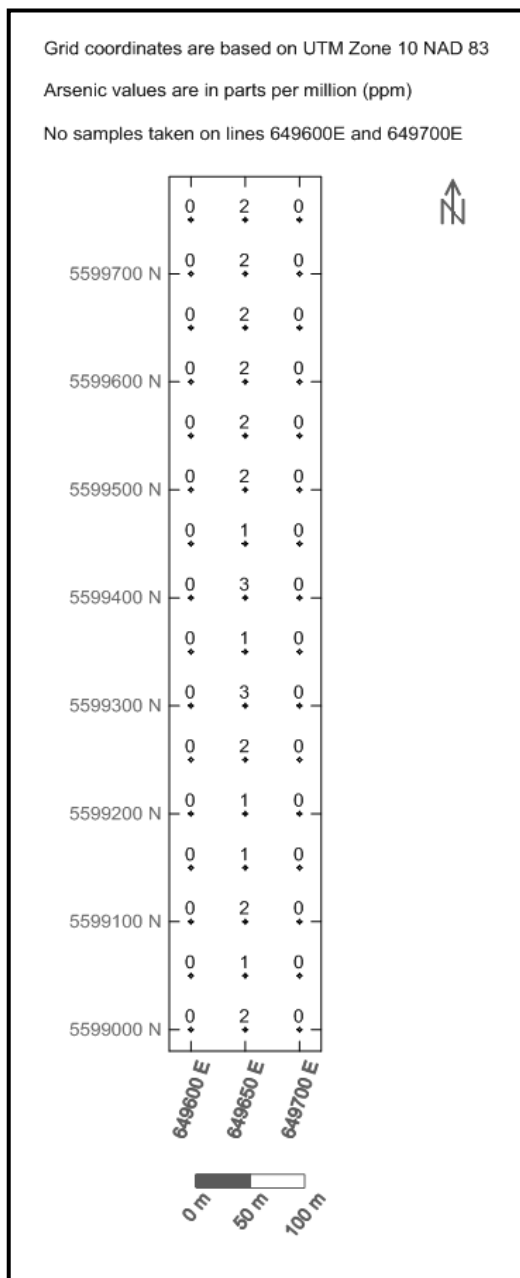 Grid coordinates are based on UTM Zone 10 NAD 83
Arsenic values are in parts per million (ppm)
No samples taken on lines 649600E and 649700E
N
0 2 0
5599700 N 0 2 0
0 2 0
5599600 N 0 2 0
0 2 0
5599500 N 0 2 0
0 1 0
5599400 N 0 3 0
0 1 0
5599300 N 0 3 0
0 2 0
5599200 N 0 1 0
0 1 0
5599100 N 0 2 0
0 1 0
5599000 N 0 2 0
649600 E 649650 E 649700 E
0 m 50 m 100 m